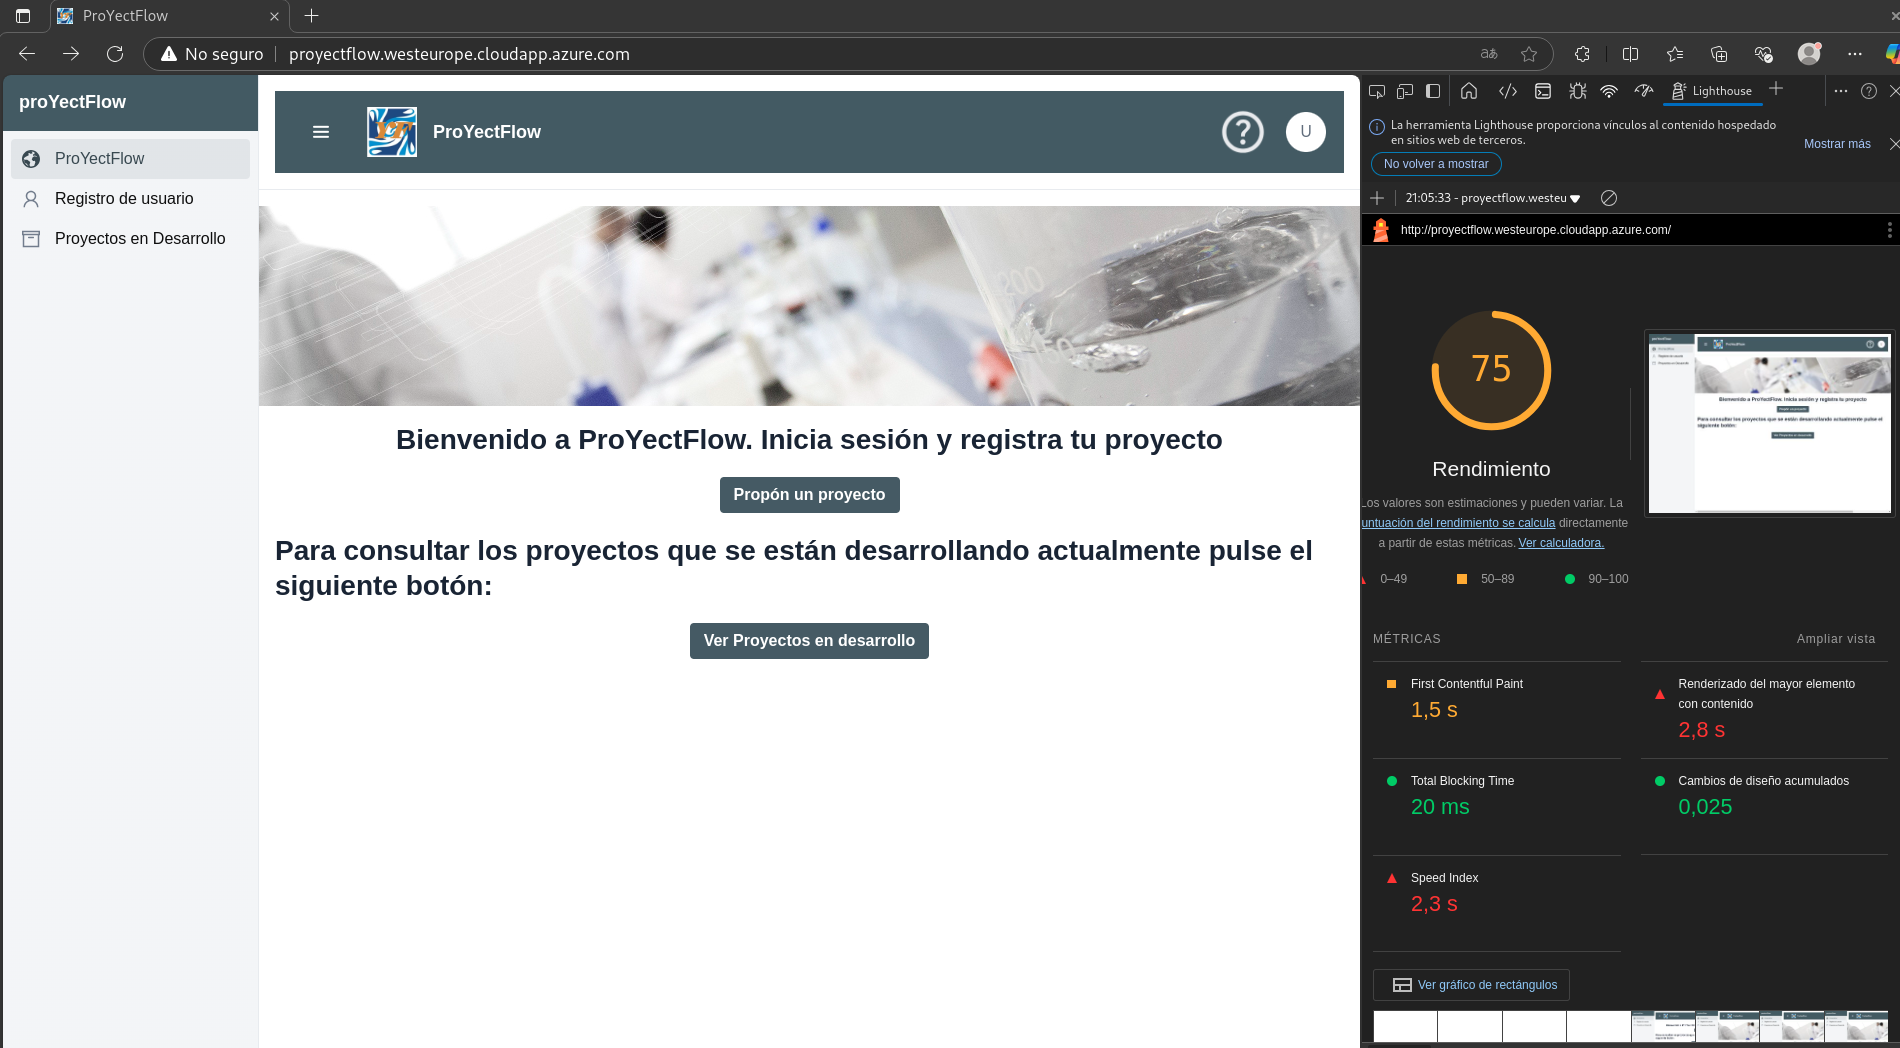 ProYectFlow
No seguro
proyectflow.westeurope.cloudapp.azure.com
proYectFlow
ProYectFlow
Registro de usuario
Proyectos en Desarrollo
YF
ProYectFlow
?
U
Bienvenido a ProYectFlow. Inicia sesión y registra tu proyecto
Propón un proyecto
Para consultar los proyectos que se están desarrollando actualmente pulse el
siguiente botón:
Ver Proyectos en desarrollo
Lighthouse
La herramienta Lighthouse proporciona vínculos al contenido hospedado
en sitios web de terceros.
Mostrar más
No volver a mostrar
21:05:33 - proyectflow.westeu
http://proyectflow.westeurope.cloudapp.azure.com/
75
Rendimiento
Los valores son estimaciones y pueden variar. La
untuación del rendimiento se calcula directamente
a partir de estas métricas. Ver calculadora.
0–49
50–89
90–100
MÉTRICAS
Ampliar vista
First Contentful Paint
1,5 s
Renderizado del mayor elemento
con contenido
2,8 s
Total Blocking Time
20 ms
Cambios de diseño acumulados
0,025
Speed Index
2,3 s
Ver gráfico de rectángulos